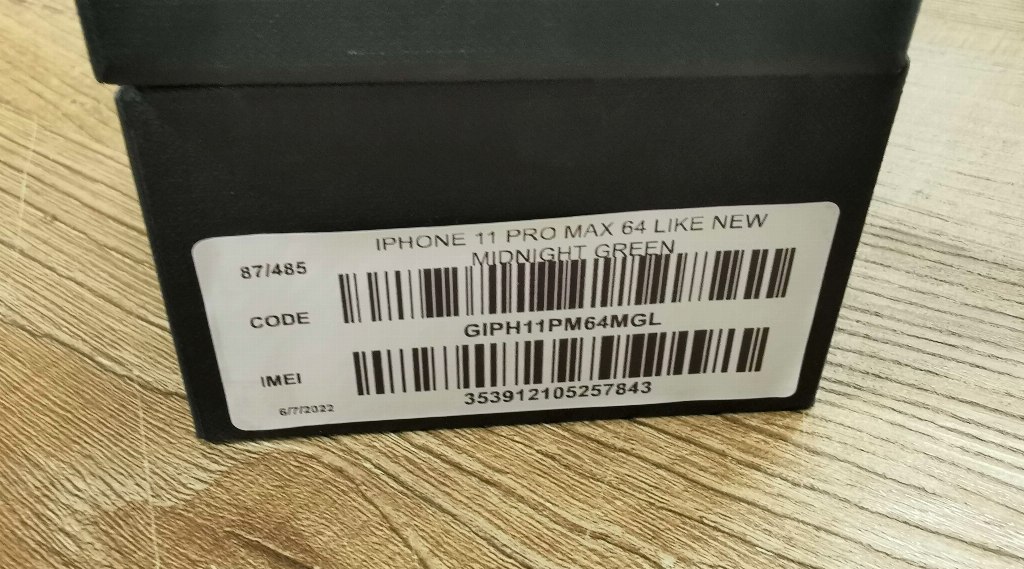 IPHONE 11 PRO MAX 64 LIKE NEW
MIDNIGHT GREEN
87/485
CODE
GIPH11PM64MGL
IMEI
353912105257843
6/7/2022